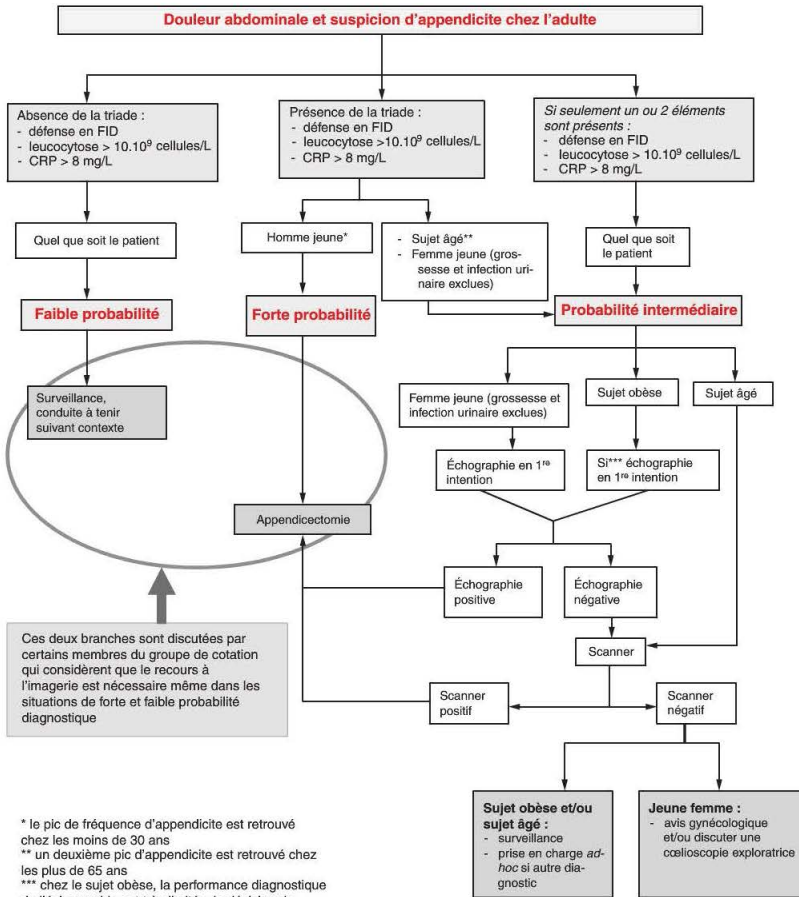 Douleur abdominale et suspicion d'appendicite chez l'adulte
Absence de la triade :
- défense en FID
- leucocytose >10.10⁹ cellules/L
- CRP > 8 mg/L
Présence de la triade :
- défense en FID
- leucocytose >10.10⁹ cellules/L
- CRP > 8 mg/L
Si seulement un ou 2 éléments
sont présents :
- défense en FID
- leucocytose > 10.10⁹ cellules/L
- CRP > 8 mg/L
Quel que soit le patient
Homme jeune*
- Sujet âgé**
- Femme jeune (gros-
sesse et infection uri-
naire exclues)
Quel que soit
le patient
Faible probabilité
Forte probabilité
Probabilité intermédiaire
Surveillance,
conduite à tenir
suivant contexte
Femme jeune (grossesse et
infection urinaire exclues)
Sujet obèse
Sujet âgé
Échographie en 1ʳᵉ
intention
Si*** échographie
en 1ʳᵉ intention
Appendicectomie
Échographie
positive
Échographie
négative
Scanner
Ces deux branches sont discutées par
certains membres du groupe de cotation
qui considèrent que le recours à
l'imagerie est nécessaire même dans les
situations de forte et faible probabilité
diagnostique
Scanner
positif
Scanner
négatif
Sujet obèse et/ou
sujet âgé :
- surveillance
- prise en charge ad-
hoc si autre dia-
gnostic
Jeune femme :
- avis gynécologique
et/ou discuter une
cœlioscopie exploratrice
* le pic de fréquence d'appendicite est retrouvé
chez les moins de 30 ans
** un deuxième pic d'appendicite est retrouvé chez
les plus de 65 ans
*** chez le sujet obèse, la performance diagnostique